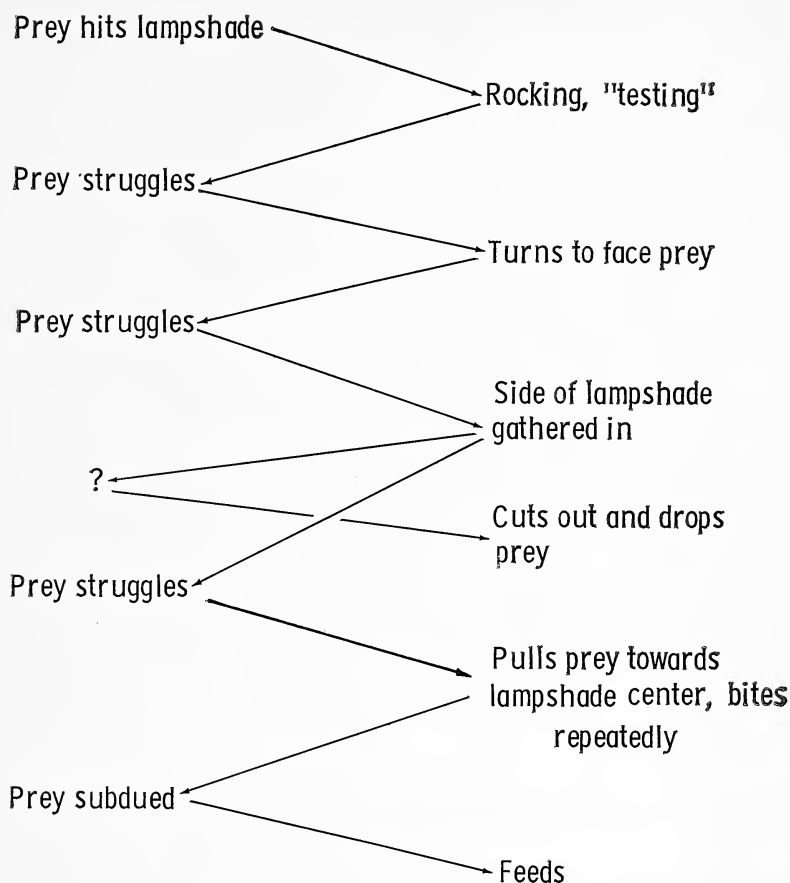 Prey hits lampshade
Rocking, "testing"
Prey struggles
Turns to face prey
Prey struggles
Side of lampshade
gathered in
?
Cuts out and drops
prey
Prey struggles
Pulls prey towards
lampshade center, bites
repeatedly
Prey subdued
Feeds